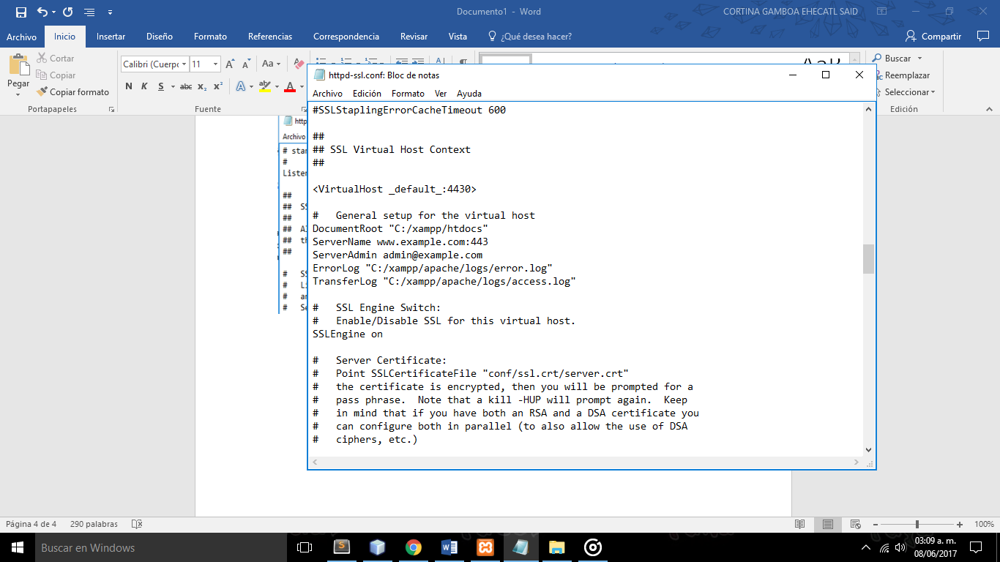 Documento1 - Word
CORTINA GAMBOA EHECATL SAID
Archivo Inicio Insertar Diseño Formato Referencias Correspondencia Revisar Vista ¿Qué desea hacer? Compartir
Pegar
Cortar
Copiar
Copiar formato
Portapapeles
Calibri (Cuerpo 11
N K S abc x₂ x² A ab A
Aa
Fuente
Buscar
Reemplazar
Seleccionar
Edición
httpd-ssl.conf: Bloc de notas
Archivo Edición Formato Ver Ayuda
#SSLStaplingErrorCacheTimeout 600
##
## SSL Virtual Host Context
##
<VirtualHost _default_:4430>
# General setup for the virtual host
DocumentRoot "C:/xampp/htdocs"
ServerName www.example.com:443
ServerAdmin admin@example.com
ErrorLog "C:/xampp/apache/logs/error.log"
TransferLog "C:/xampp/apache/logs/access.log"
# SSL Engine Switch:
# Enable/Disable SSL for this virtual host.
SSLEngine on
# Server Certificate:
# Point SSLCertificateFile "conf/ssl.crt/server.crt"
# the certificate is encrypted, then you will be prompted for a
# pass phrase. Note that a kill -HUP will prompt again. Keep
# in mind that if you have both an RSA and a DSA certificate you
# can configure both in parallel (to also allow the use of DSA
# ciphers, etc.)
Archivo
#
Listen
##
##
##
##
##
##
#
#
#
#
Página 4 de 4 290 palabras
100%
Buscar en Windows
03:09 a. m.
08/06/2017